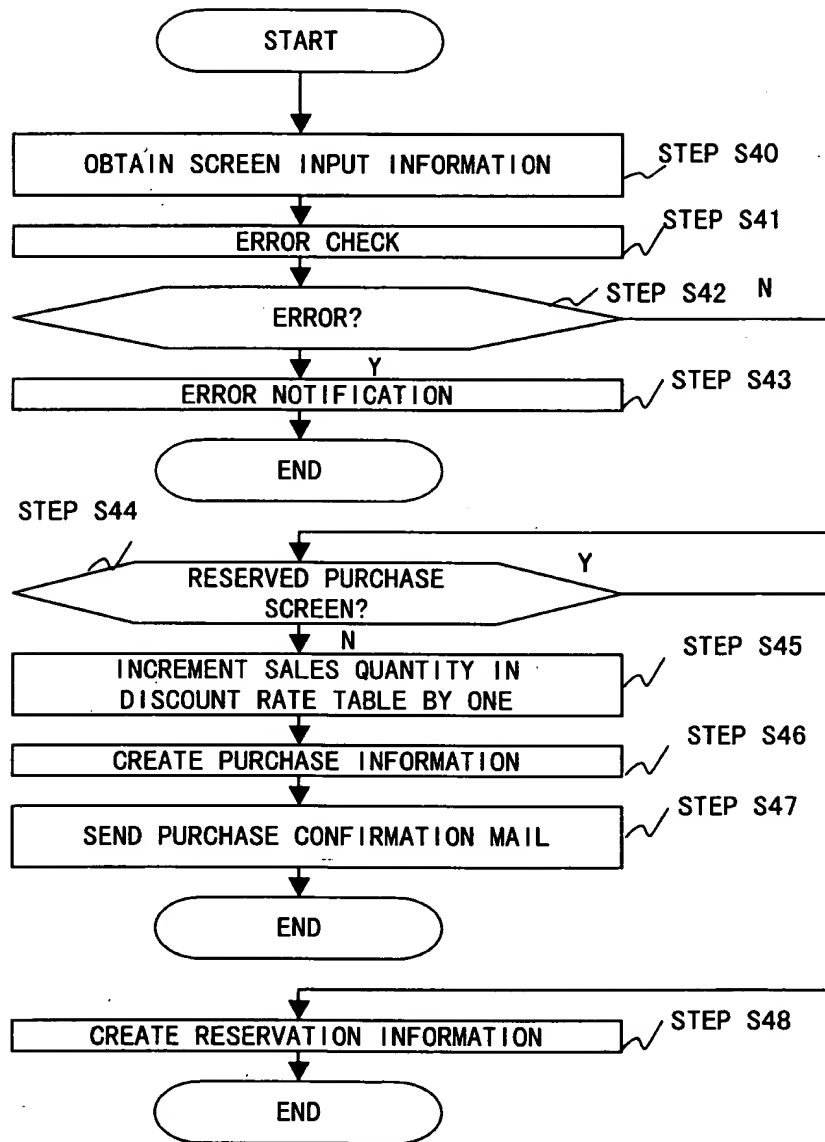 START
OBTAIN SCREEN INPUT INFORMATION
STEP S40
ERROR CHECK
STEP S41
ERROR?
STEP S42
N
Y
ERROR NOTIFICATION
STEP S43
END
STEP S44
RESERVED PURCHASE
SCREEN?
Y
N
INCREMENT SALES QUANTITY IN
DISCOUNT RATE TABLE BY ONE
STEP S45
CREATE PURCHASE INFORMATION
STEP S46
SEND PURCHASE CONFIRMATION MAIL
STEP S47
END
CREATE RESERVATION INFORMATION
STEP S48
END